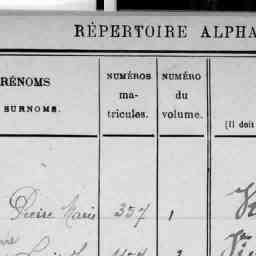 RÉPERTOIRE ALPHA
RÉNOMS
SURNOMS.
NUMÉROS
ma-
tricules.
NUMÉRO
du
volume.
(Il doit
Pierre Marie 357 1